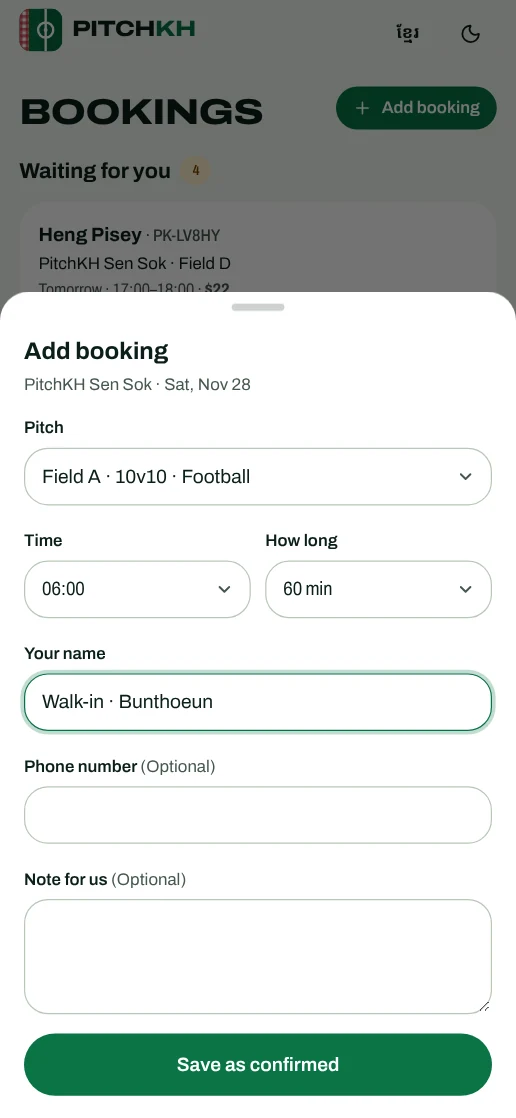 PITCHKH
ខ្មែរ
BOOKINGS
+ Add booking
Waiting for you 4
Heng Pisey · PK-LV8HY
PitchKH Sen Sok · Field D
Tomorrow · 17:00–18:00 · $22
Add booking
PitchKH Sen Sok · Sat, Nov 28
Pitch
Field A · 10v10 · Football
Time How long
06:00 60 min
Your name
Walk-in · Bunthoeun
Phone number (Optional)
Note for us (Optional)
Save as confirmed